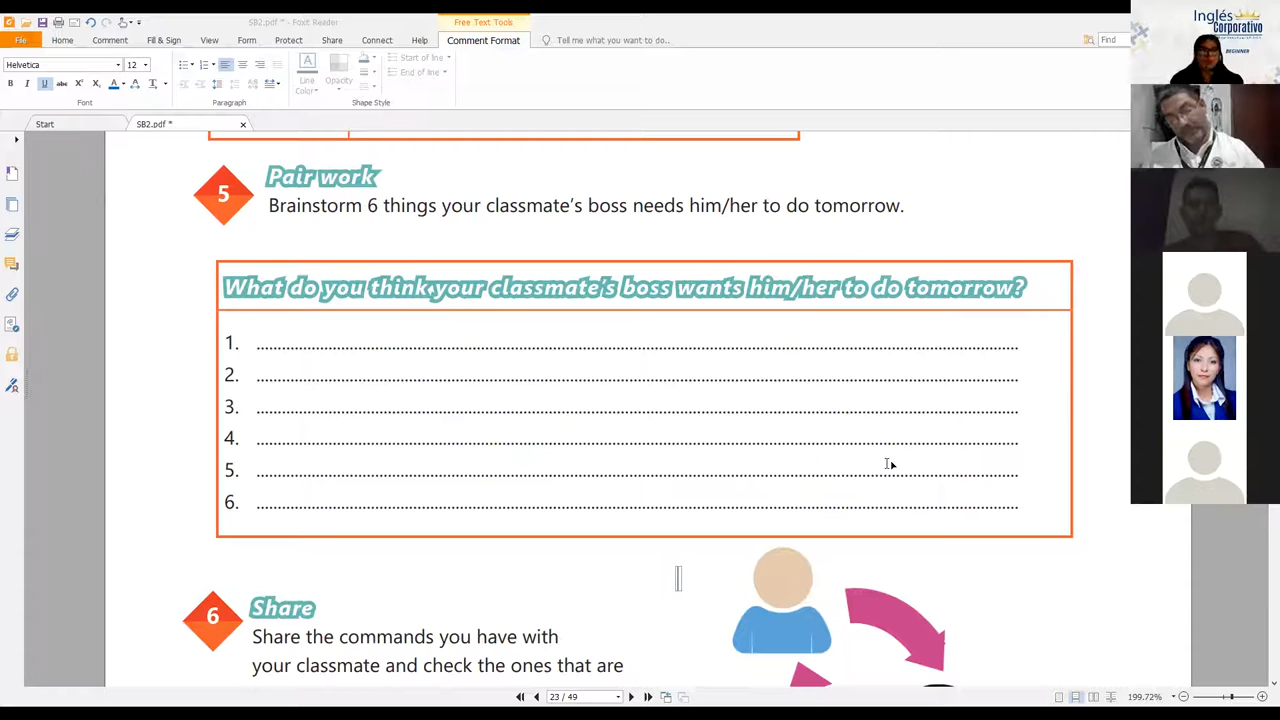 SB2.pdf * - Foxit Reader
Free Text Tools
File Home Comment Fill & Sign View Form Protect Share Connect Help Comment Format Tell me what you want to do.. Find
Helvetica 12
Line Color
Opacity
Start of line
End of line
B I U abc X² X₂ A T
Font Paragraph Shape Style
Start SB2.pdf *
5 Pair work
Brainstorm 6 things your classmate's boss needs him/her to do tomorrow.
What do you think your classmate's boss wants him/her to do tomorrow?
1. ....................
2. ....................
3. ....................
4. ....................
5. ....................
6. ....................
6 Share
Share the commands you have with
your classmate and check the ones that are
23 / 49
199.72%
Inglés
Corporativo
BEGINNER